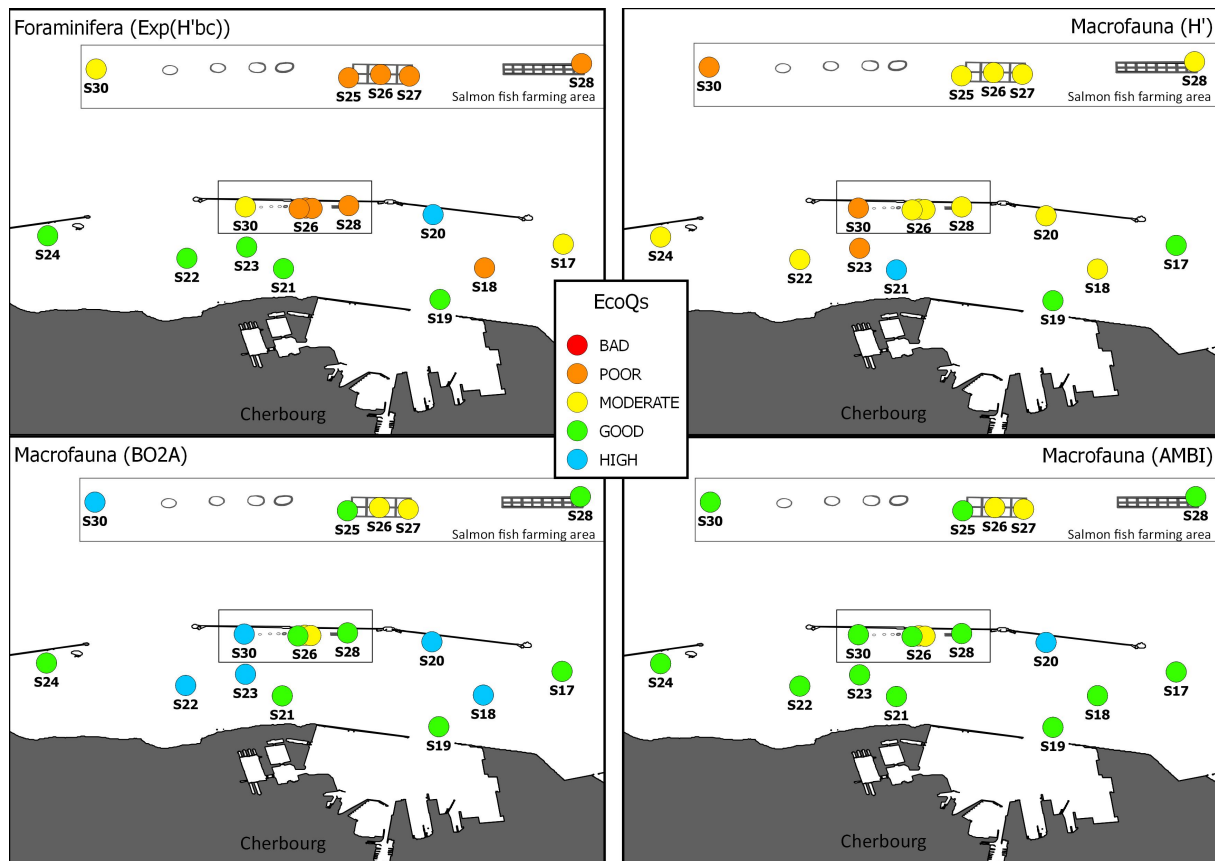 Foraminifera (Exp(H'bc))
S30
S25
S26
S27
S28
Salmon fish farming area
S30
S26
S28
S20
S24
S22
S23
S21
S17
S18
S19
Cherbourg
Macrofauna (H')
S30
S25
S26
S27
S28
Salmon fish farming area
S30
S26
S28
S20
S24
S22
S23
S21
S17
S18
S19
Cherbourg
EcoQs
BAD
POOR
MODERATE
GOOD
HIGH
Macrofauna (BO2A)
S30
S25
S26
S27
S28
Salmon fish farming area
S30
S26
S28
S20
S24
S22
S23
S21
S17
S18
S19
Cherbourg
Macrofauna (AMBI)
S30
S25
S26
S27
S28
Salmon fish farming area
S30
S26
S28
S20
S24
S22
S23
S21
S17
S18
S19
Cherbourg